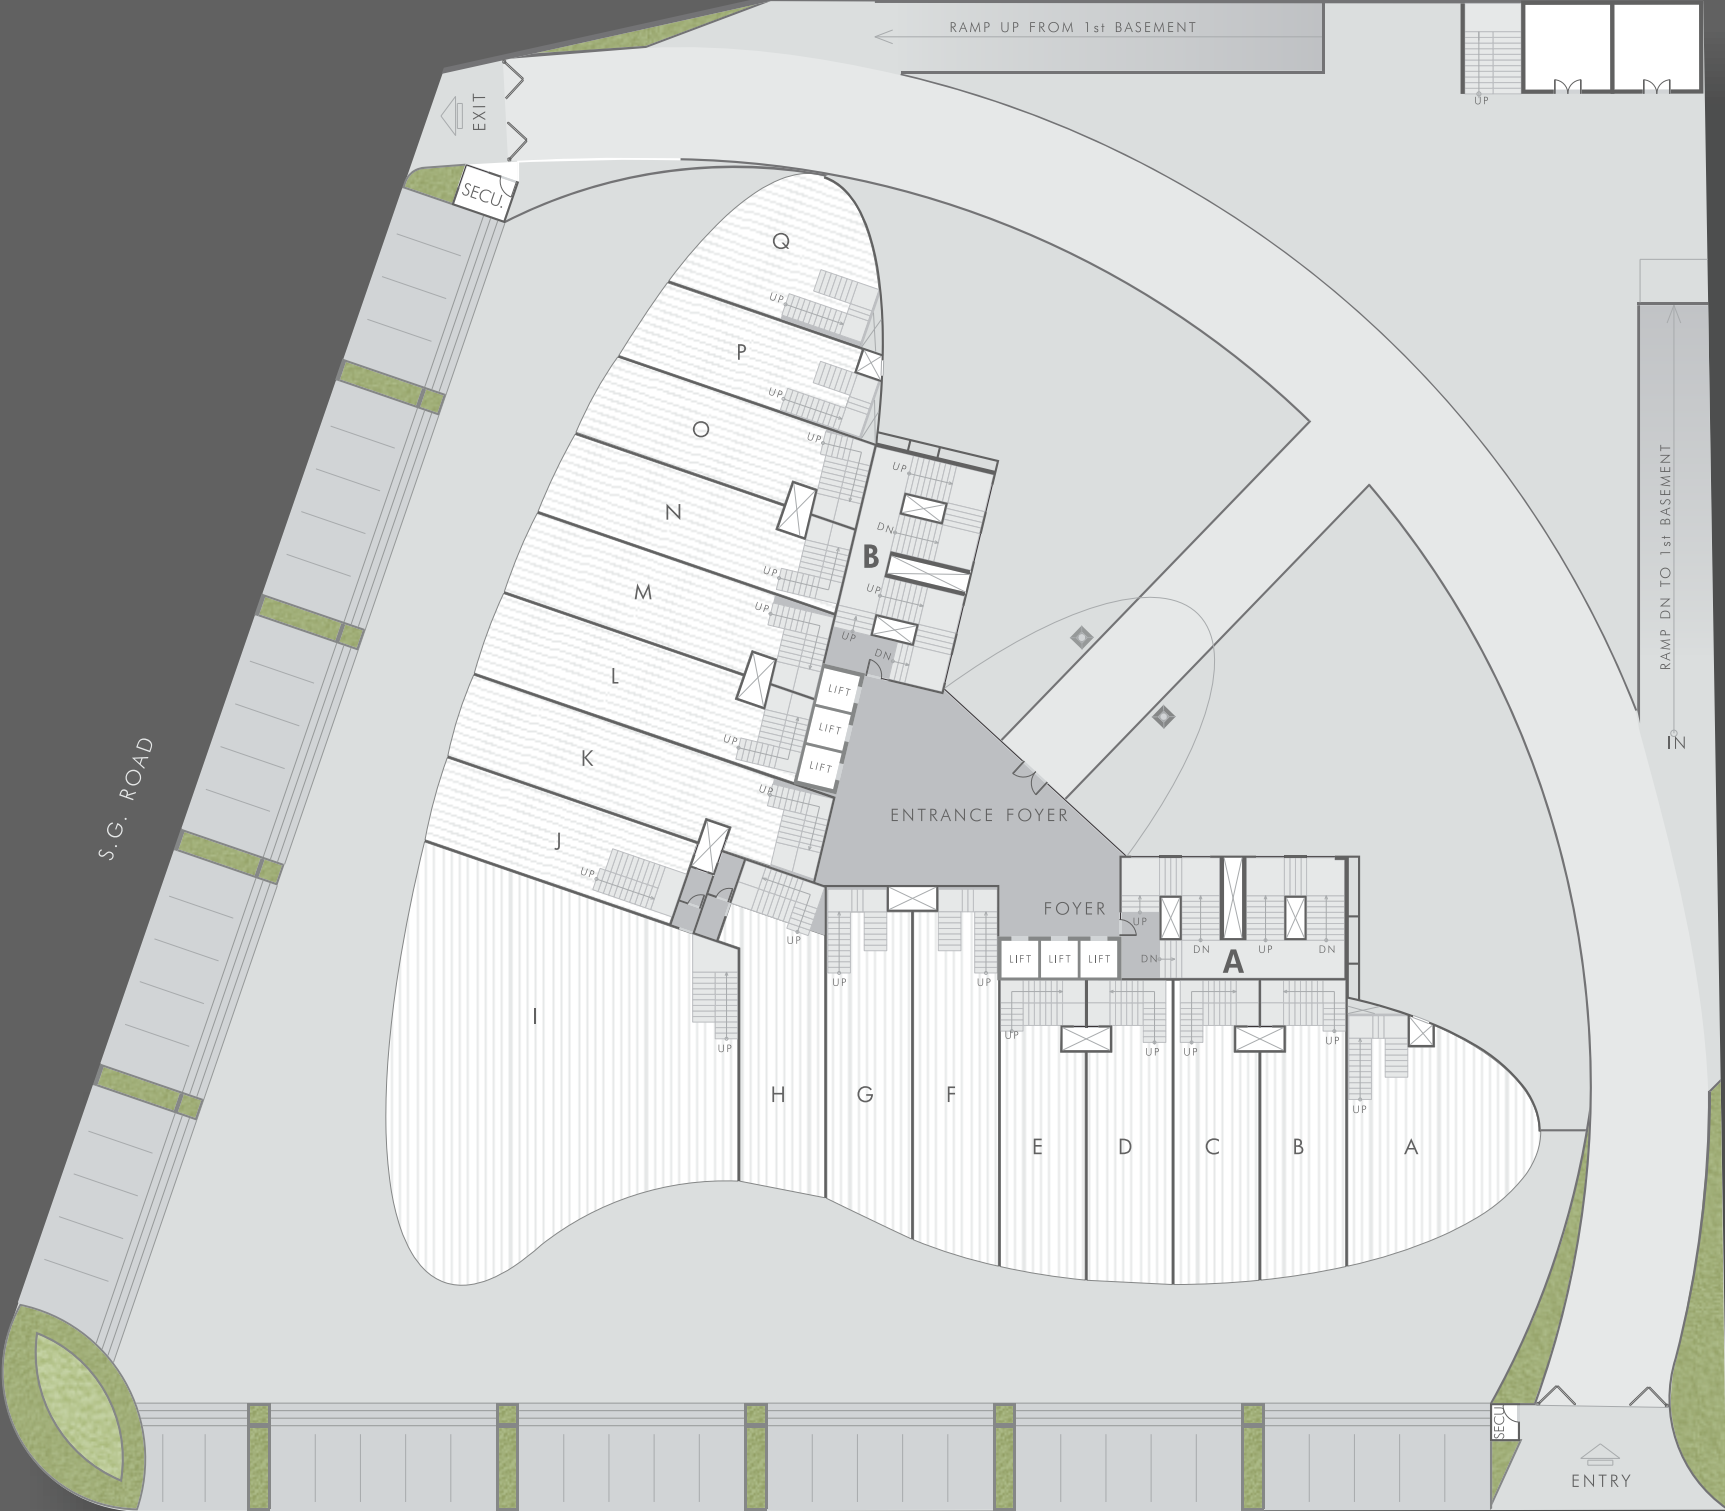 RAMP UP FROM 1st BASEMENT
UP
EXIT
SECU.
Q
UP
P
UP
O
UP
UP
N
DN
B
UP
UP
M
UP
UP
DN
L
LIFT
LIFT
LIFT
UP
K
UP
J
UP
S.G. ROAD
RAMP DN TO 1st BASEMENT
IN
ENTRANCE FOYER
FOYER
UP
DN
UP
DN
DN
LIFT
LIFT
LIFT
A
UP
UP
UP
I
UP
UP
UP
UP
UP
UP
H
G
F
E
D
C
B
A
SECU
ENTRY